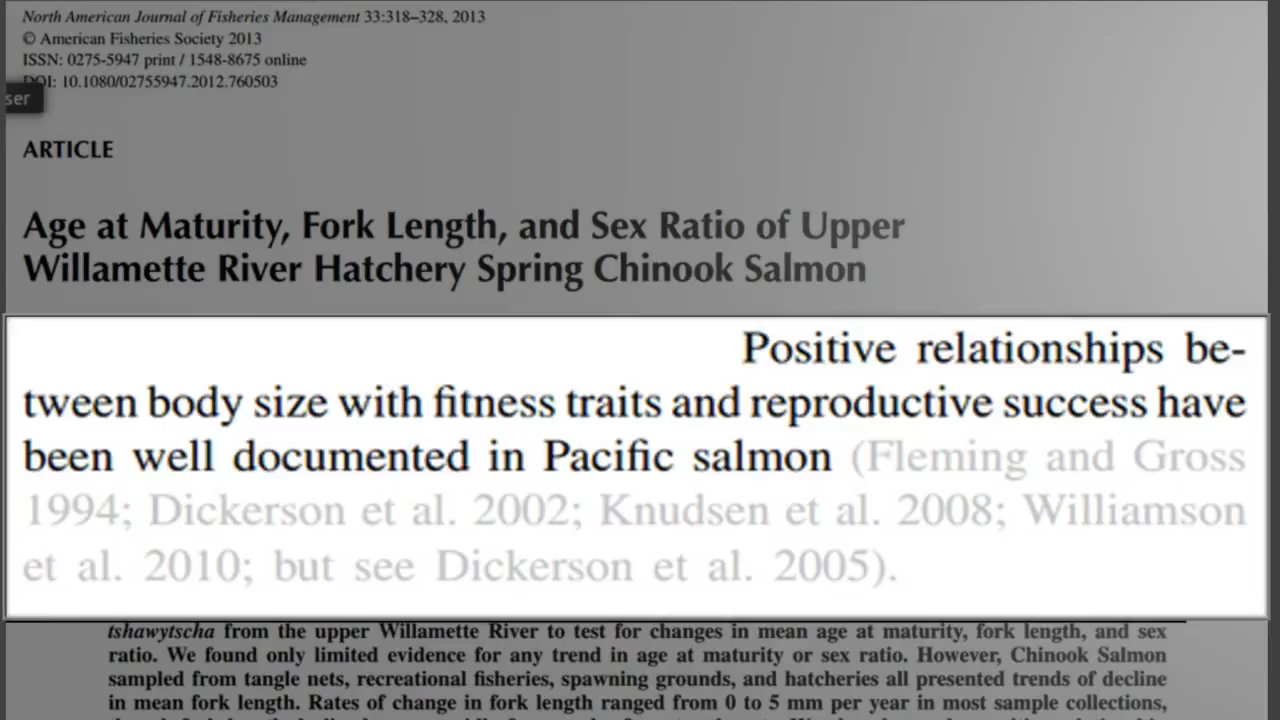 North American Journal of Fisheries Management 33:318–328, 2013
© American Fisheries Society 2013
ISSN: 0275-5947 print / 1548-8675 online
DOI: 10.1080/02755947.2012.760503
ser
ARTICLE
Age at Maturity, Fork Length, and Sex Ratio of Upper
Willamette River Hatchery Spring Chinook Salmon
Positive relationships be-
tween body size with fitness traits and reproductive success have
been well documented in Pacific salmon (Fleming and Gross
1994; Dickerson et al. 2002; Knudsen et al. 2008; Williamson
et al. 2010; but see Dickerson et al. 2005).
tshawytscha from the upper Willamette River to test for changes in mean age at maturity, fork length, and sex
ratio. We found only limited evidence for any trend in age at maturity or sex ratio. However, Chinook Salmon
sampled from tangle nets, recreational fisheries, spawning grounds, and hatcheries all presented trends of decline
in mean fork length. Rates of change in fork length ranged from 0 to 5 mm per year in most sample collections,